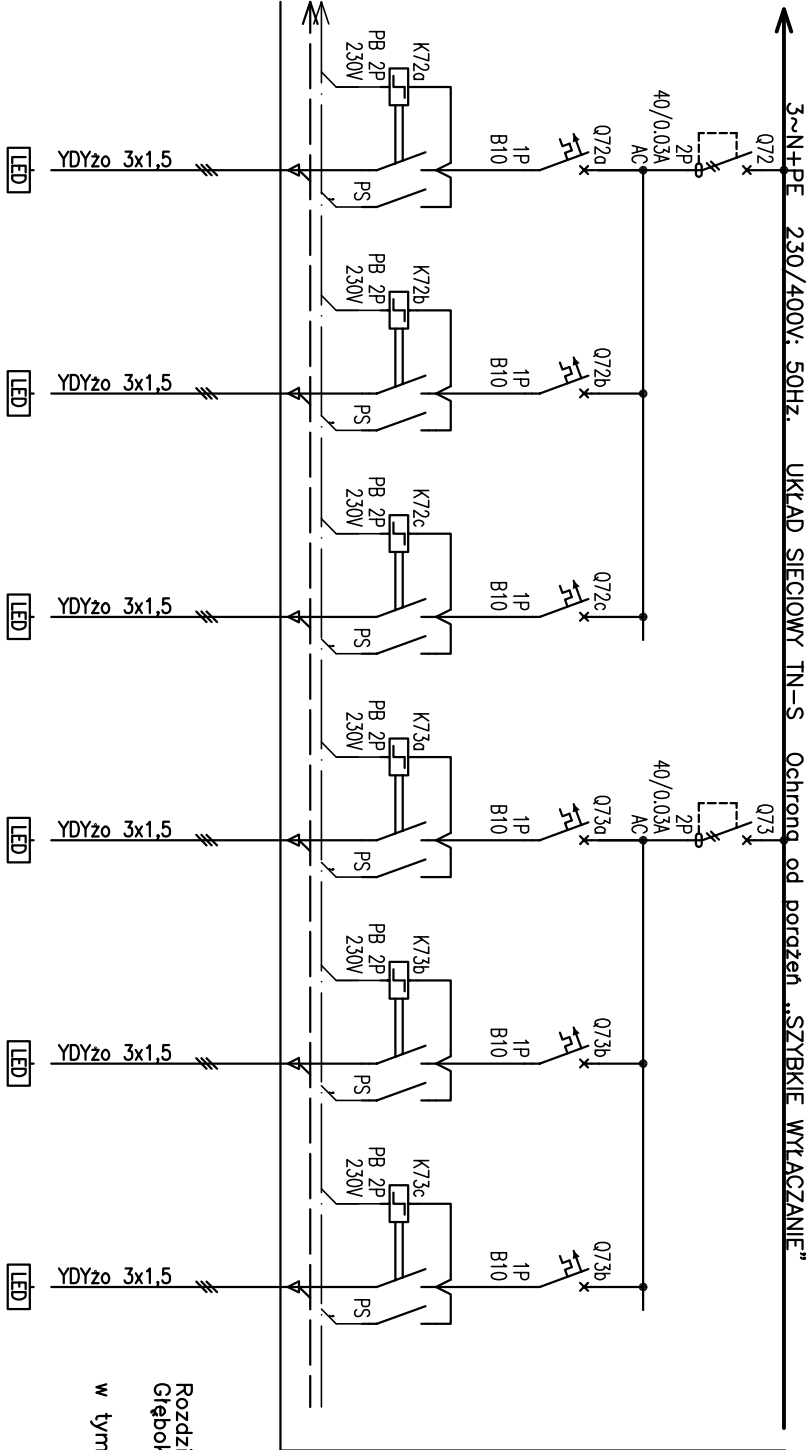 3~N+PE 230/400V; 50Hz. UKŁAD SIECIOWY TN-S Ochrona od porażeń „SZYBKIE WYŁACZANIE”
Q72
2P
40/0.03A
AC
Q73
2P
40/0.03A
AC
Q72a
1P
B10
Q72b
1P
B10
Q72c
1P
B10
Q73a
1P
B10
Q73b
1P
B10
Q73b
1P
B10
K72a
PB 2P
230V
PS
K72b
PB 2P
230V
PS
K72c
PB 2P
230V
PS
K73a
PB 2P
230V
PS
K73b
PB 2P
230V
PS
K73c
PB 2P
230V
PS
YDYżo 3x1,5
YDYżo 3x1,5
YDYżo 3x1,5
YDYżo 3x1,5
YDYżo 3x1,5
YDYżo 3x1,5
LED
LED
LED
LED
LED
LED
Rozdzi
Głębok
w tym